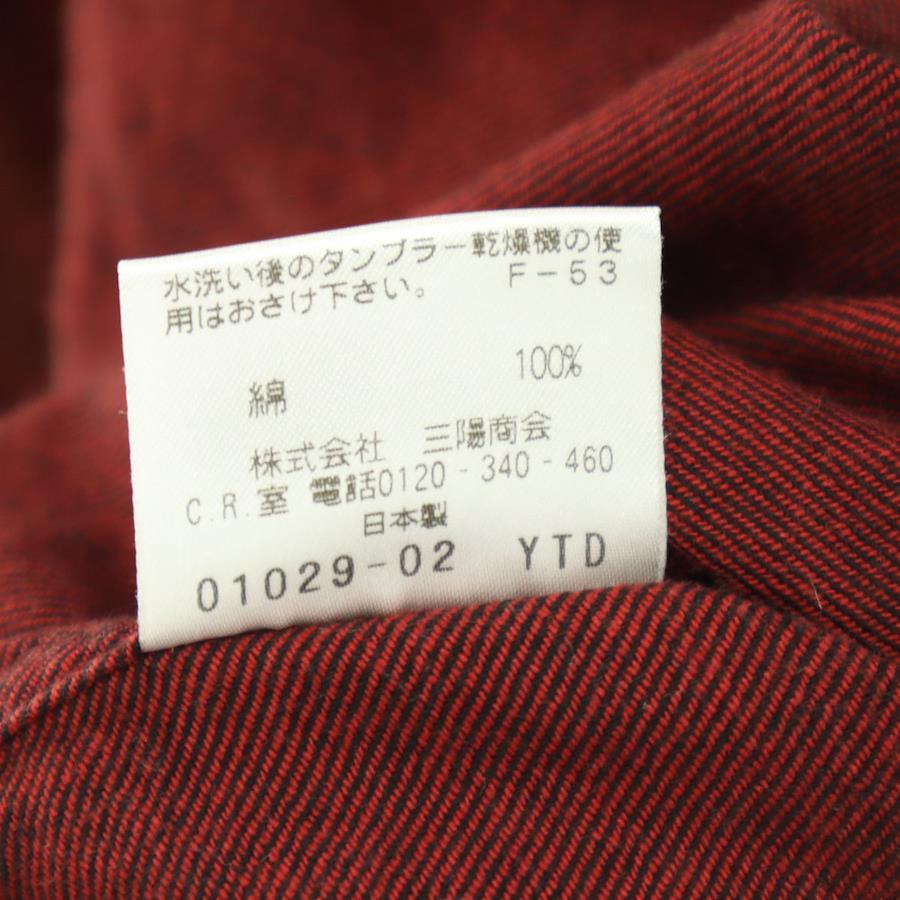 水洗い後のタンブラー乾燥機の使
用はおさけ下さい。 F-53
綿 100%
株式会社 三陽商会
C.R.室 電話0120-340-460
日本製
01029-02 YTD